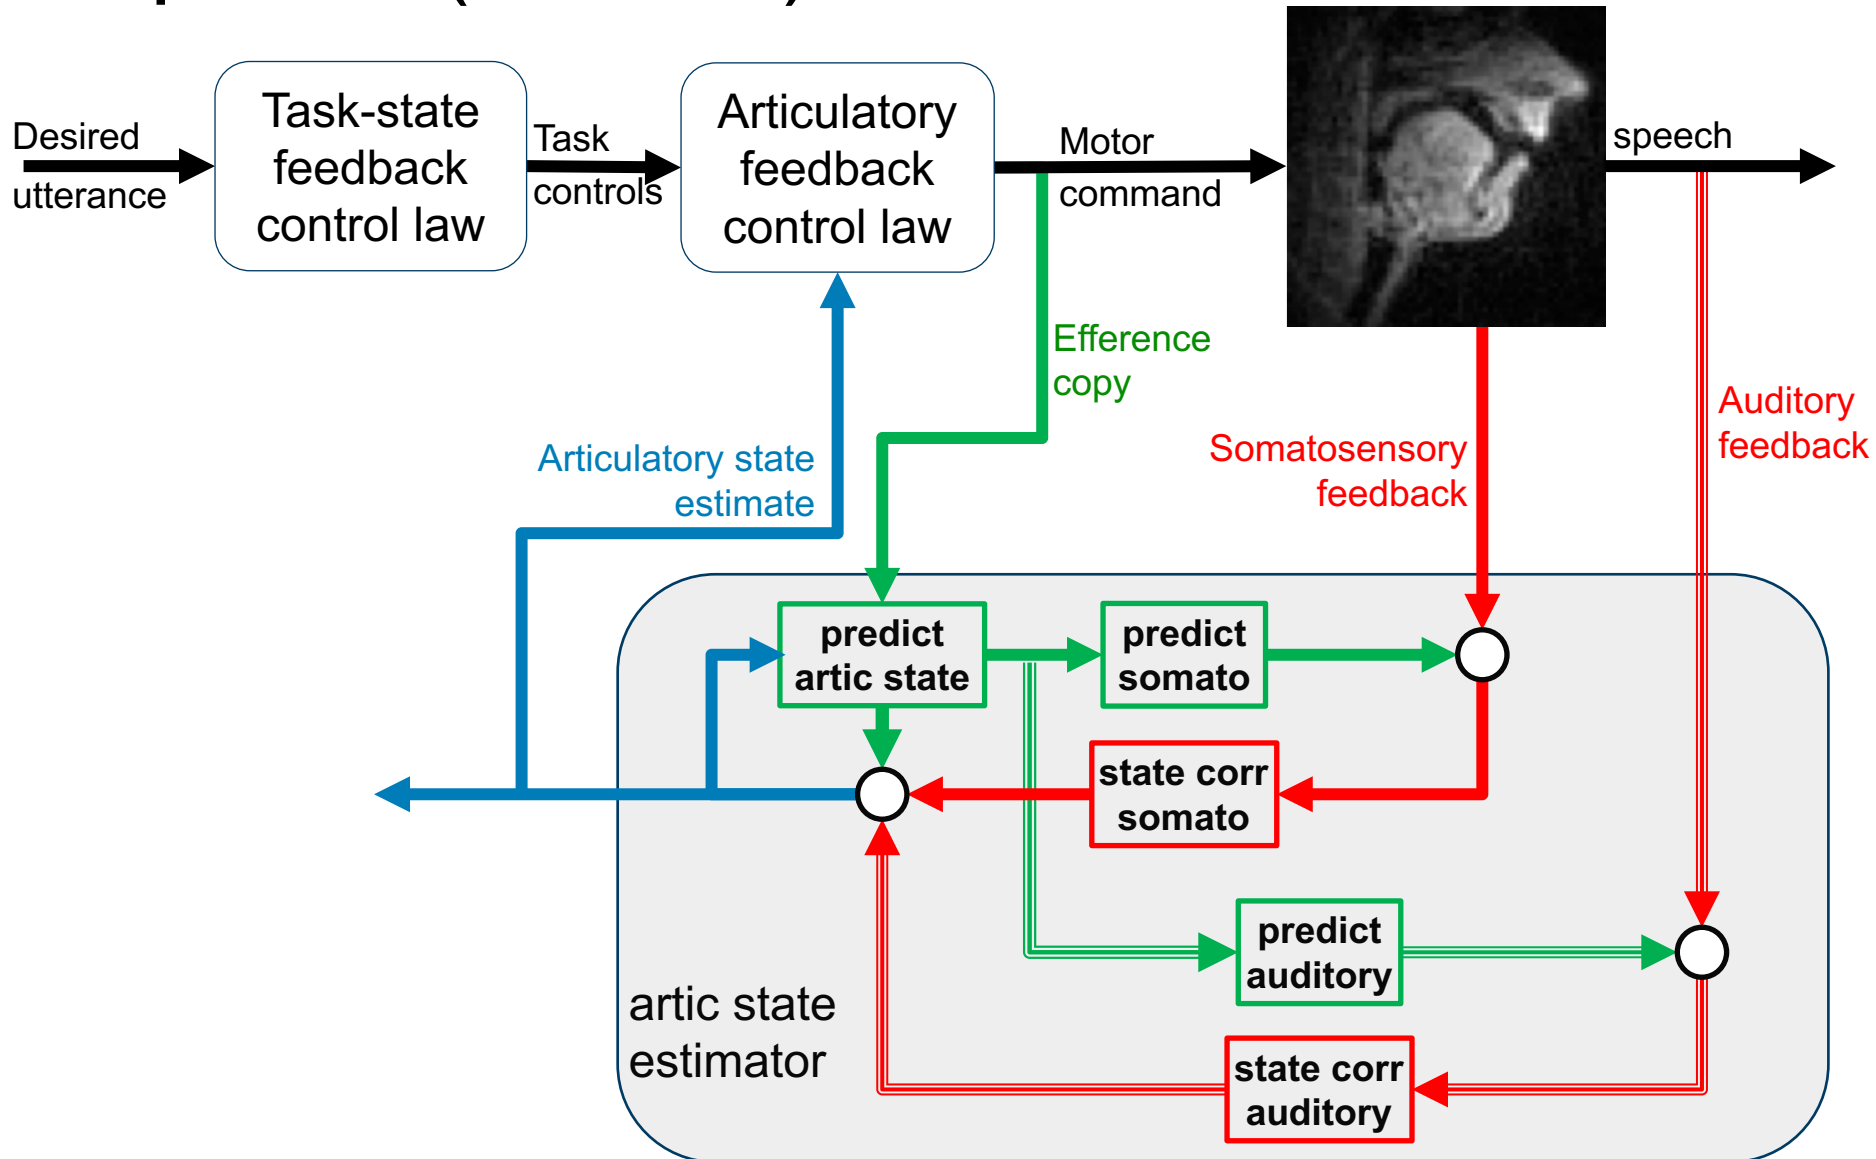 Desired
utterance
Task-state
feedback
control law
Task
controls
Articulatory
feedback
control law
Motor
command
speech
Efference
copy
Auditory
feedback
Articulatory state
estimate
Somatosensory
feedback
predict
artic state
predict
somato
state corr
somato
predict
auditory
artic state
estimator
state corr
auditory